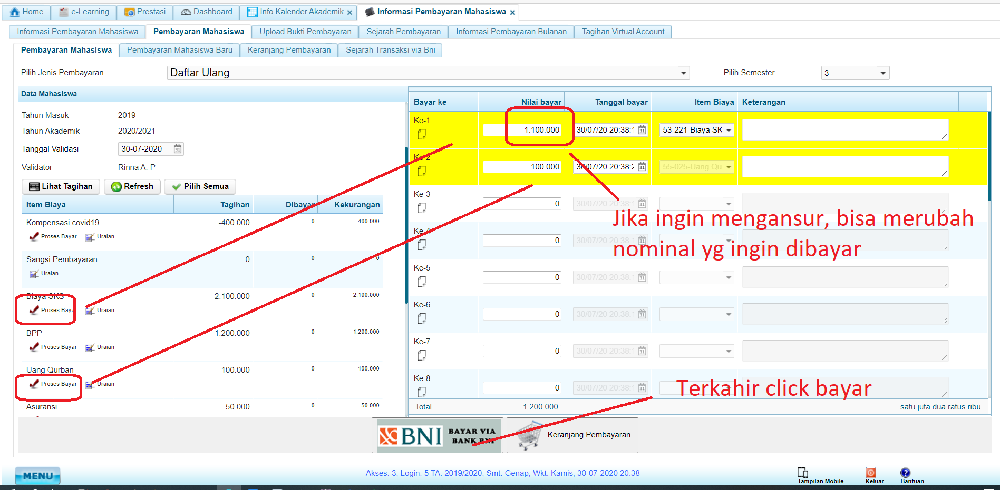 Home e-Learning Prestasi Dashboard Info Kalender Akademik x Informasi Pembayaran Mahasiswa x
Informasi Pembayaran Mahasiswa Pembayaran Mahasiswa Upload Bukti Pembayaran Sejarah Pembayaran Informasi Pembayaran Bulanan Tagihan Virtual Account
Pembayaran Mahasiswa Pembayaran Mahasiswa Baru Keranjang Pembayaran Sejarah Transaksi via Bni
Pilih Jenis Pembayaran Daftar Ulang Pilih Semester 3
Data Mahasiswa
Tahun Masuk 2019
Tahun Akademik 2020/2021
Tanggal Validasi 30-07-2020
Validator Rinna A. P
Lihat Tagihan Refresh Pilih Semua
Item Biaya Tagihan Dibayar Kekurangan
Kompensasi covid19 -400.000 0 -400.000
Proses Bayar Uraian
Sangsi Pembayaran 0 0 0
Uraian
Biaya SKS 2.100.000 0 2.100.000
Proses Bayar Uraian
BPP 1.200.000 0 1.200.000
Proses Bayar Uraian
Uang Qurban 100.000 0 100.000
Proses Bayar Uraian
Asuransi 50.000 0 50.000
Bayar ke Nilai bayar Tanggal bayar Item Biaya Keterangan
Ke-1
1.100.000 30/07/20 20:38:1 53-221-Biaya SK
Ke-2
100.000 30/07/20 20:38:2 55-025-Uang Qu
Ke-3
0 30/07/20 20:38:1
Jika ingin mengansur, bisa merubah
nominal yg ingin dibayar
Ke-4
0 30/07/20 20:38:1
Ke-5
0 30/07/20 20:38:1
Ke-6
0 30/07/20 20:38:1
Ke-7
0 30/07/20 20:38:1
Ke-8
0 30/07/20 20:38:1
Terkahir click bayar
Total 1.200.000 satu juta dua ratus ribu
BNI BAYAR VIA
BANK BNI
Keranjang Pembayaran
MENU
Akses: 3, Login: 5 TA: 2019/2020, Smt: Genap, Wkt: Kamis, 30-07-2020 20:38
Tampilan Mobile Keluar Bantuan